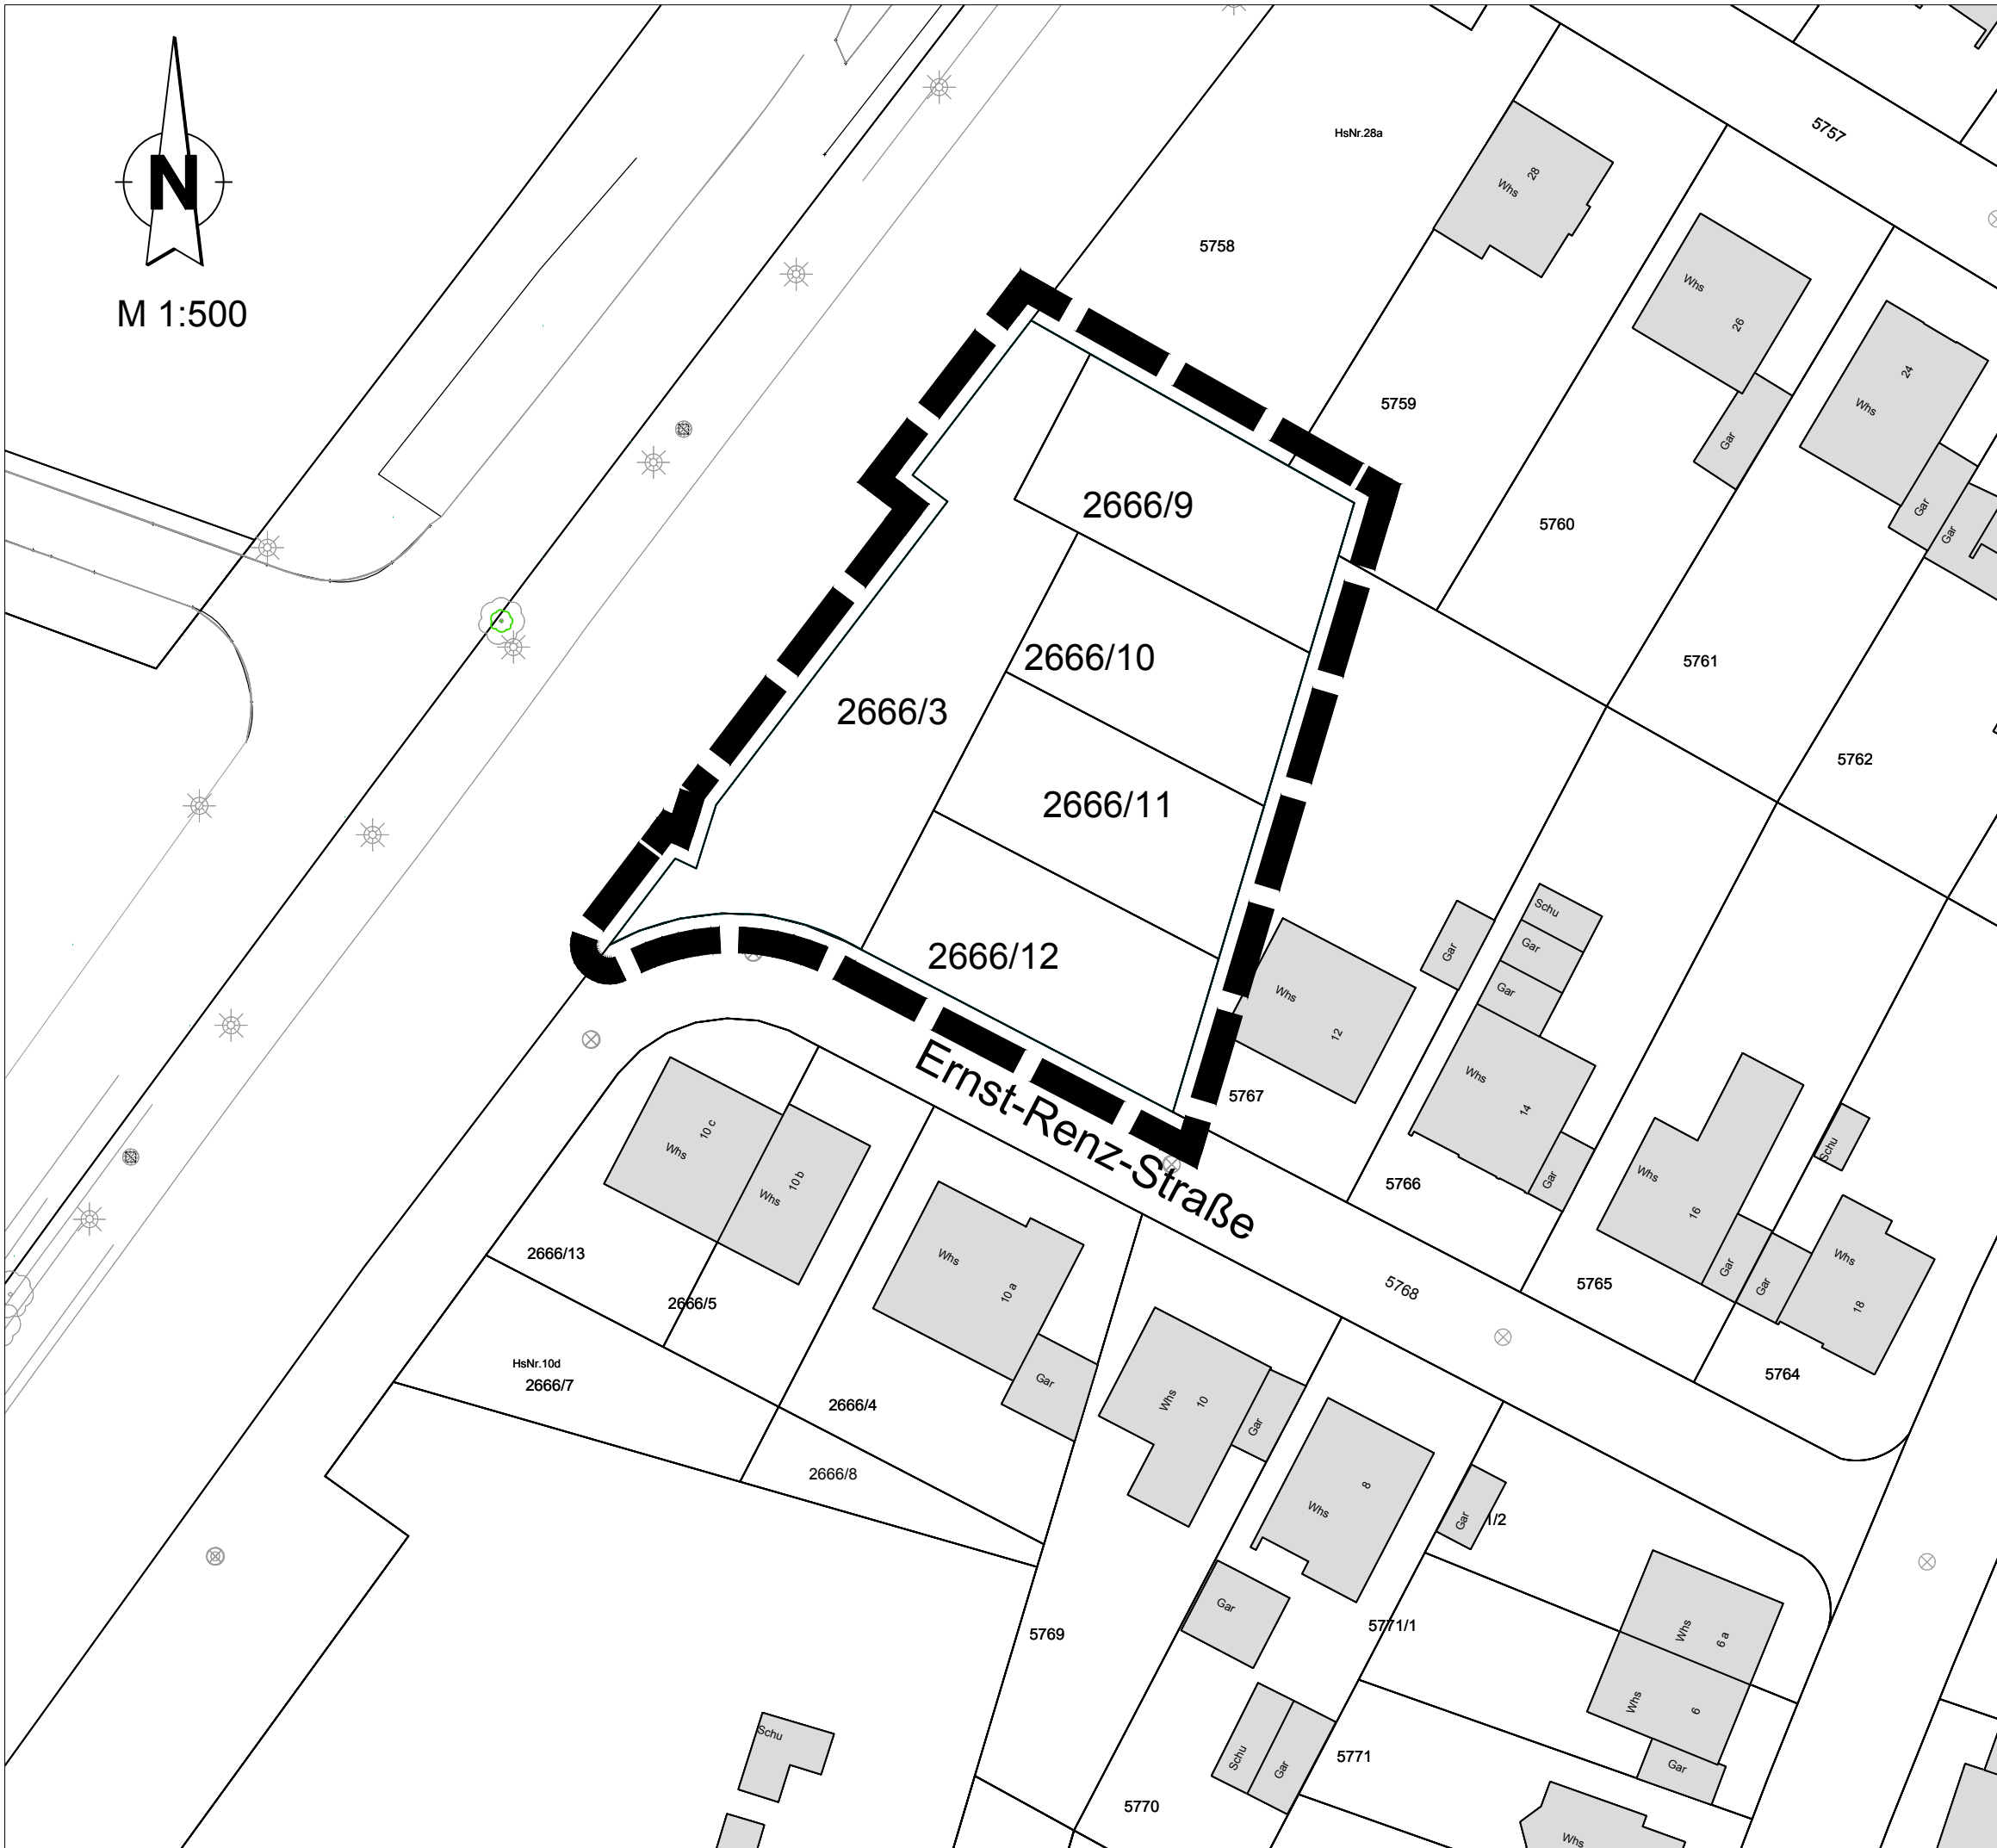 N
M 1:500
HsNr.28a
5757
5758
Whs
28
Whs
26
24
Whs
5759
Gar
Gar
Gar
2666/9
5760
2666/10
5761
2666/3
5762
2666/11
Schu
Gar
Gar
Gar
2666/12
Whs
12
5767
Whs
14
Ernst-Renz-Straße
10 c
Whs
10 b
Whs
5766
Gar
Whs
16
Schu
2666/13
Whs
10 a
2666/5
5768
5765
Gar
Gar
Whs
18
HsNr.10d
2666/7
Gar
5764
2666/4
Whs
10
Gar
2666/8
8
Whs
Gar
1/2
Gar
5769
5771/1
Whs
6 a
Whs
6
Schu
Schu
Gar
5771
Gar
5770
Whs